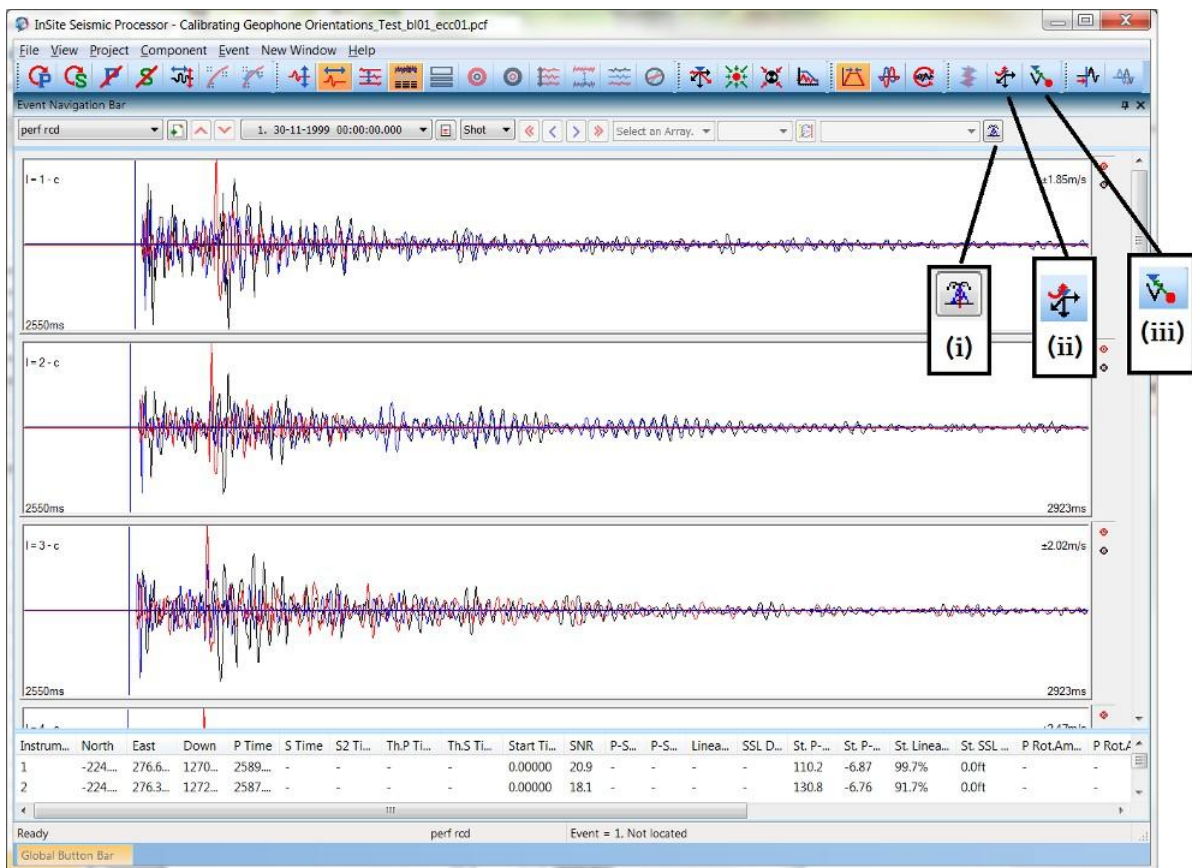 InSite Seismic Processor - Calibrating Geophone Orientations_Test_bl01_ecc01.pcf
File View Project Component Event New Window Help
Event Navigation Bar
perf rcd 1. 30-11-1999 00:00:00.000 Shot Select an Array.
I = 1 - c ±1.85m/s
2550ms
(i) (ii) (iii)
I = 2 - c
2550ms 2923ms
I = 3 - c ±2.02m/s
2550ms 2923ms
Instrum... North East Down P Time S Time S2 Ti... Th.P Ti... Th.S Ti... Start Ti... SNR P-S... P-S... Linea... SSL D... St. P-... St. P-... St. Linea... St. SSL ... P Rot.Am... P Rot.A
1 -224.... 276.6... 1270... 2589.... - - - - 0.00000 20.9 - - - - 110.2 -6.87 99.7% 0.0ft - -
2 -224.... 276.3... 1272... 2587.... - - - - 0.00000 18.1 - - - - 130.8 -6.76 91.7% 0.0ft - -
Ready perf rcd Event = 1, Not located
Global Button Bar